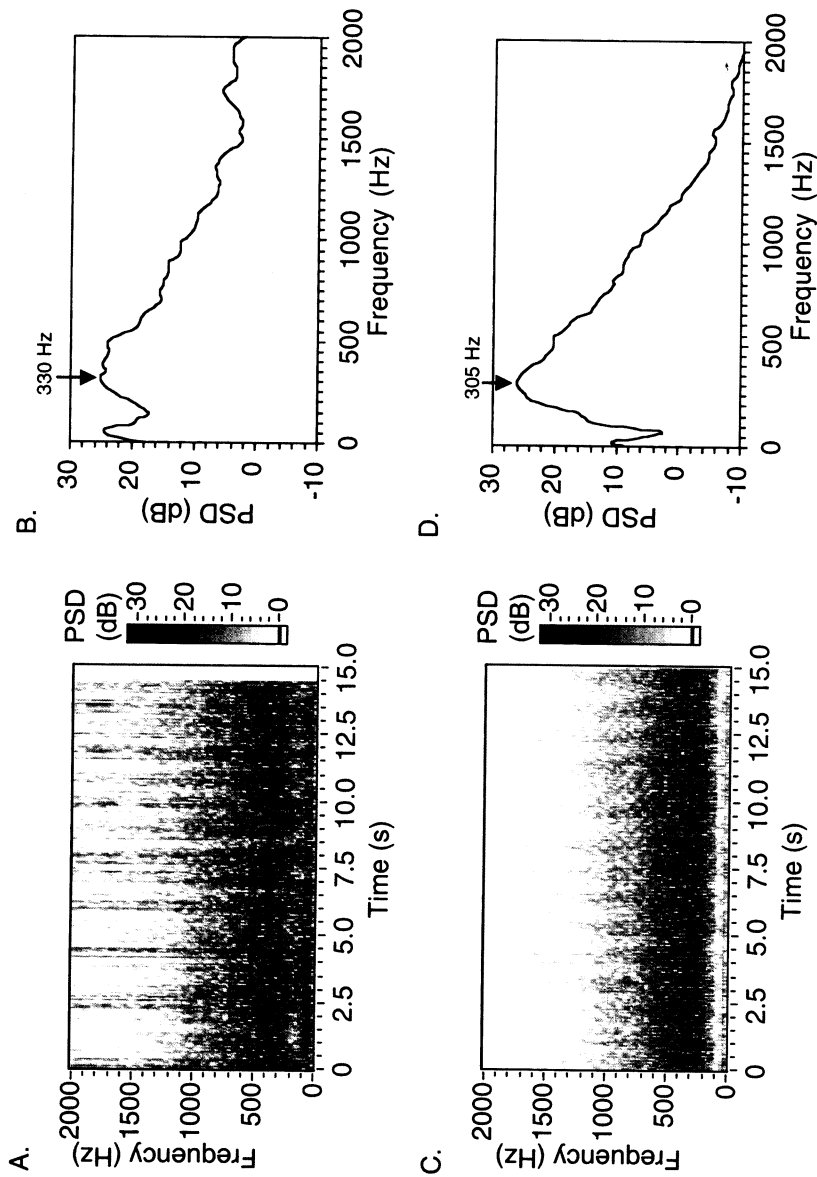 A.
Frequency (Hz)
2000
1500
1000
500
0
0 2.5 5.0 7.5 10.0 12.5 15.0
Time (s)
PSD
(dB)
-30
-20
-10
-0
B.
PSD (dB)
30
20
10
0
-10
330 Hz
0 500 1000 1500 2000
Frequency (Hz)
C.
Frequency (Hz)
2000
1500
1000
500
0
0 2.5 5.0 7.5 10.0 12.5 15.0
Time (s)
PSD
(dB)
-30
-20
-10
-0
D.
PSD (dB)
30
20
10
0
-10
305 Hz
0 500 1000 1500 2000
Frequency (Hz)